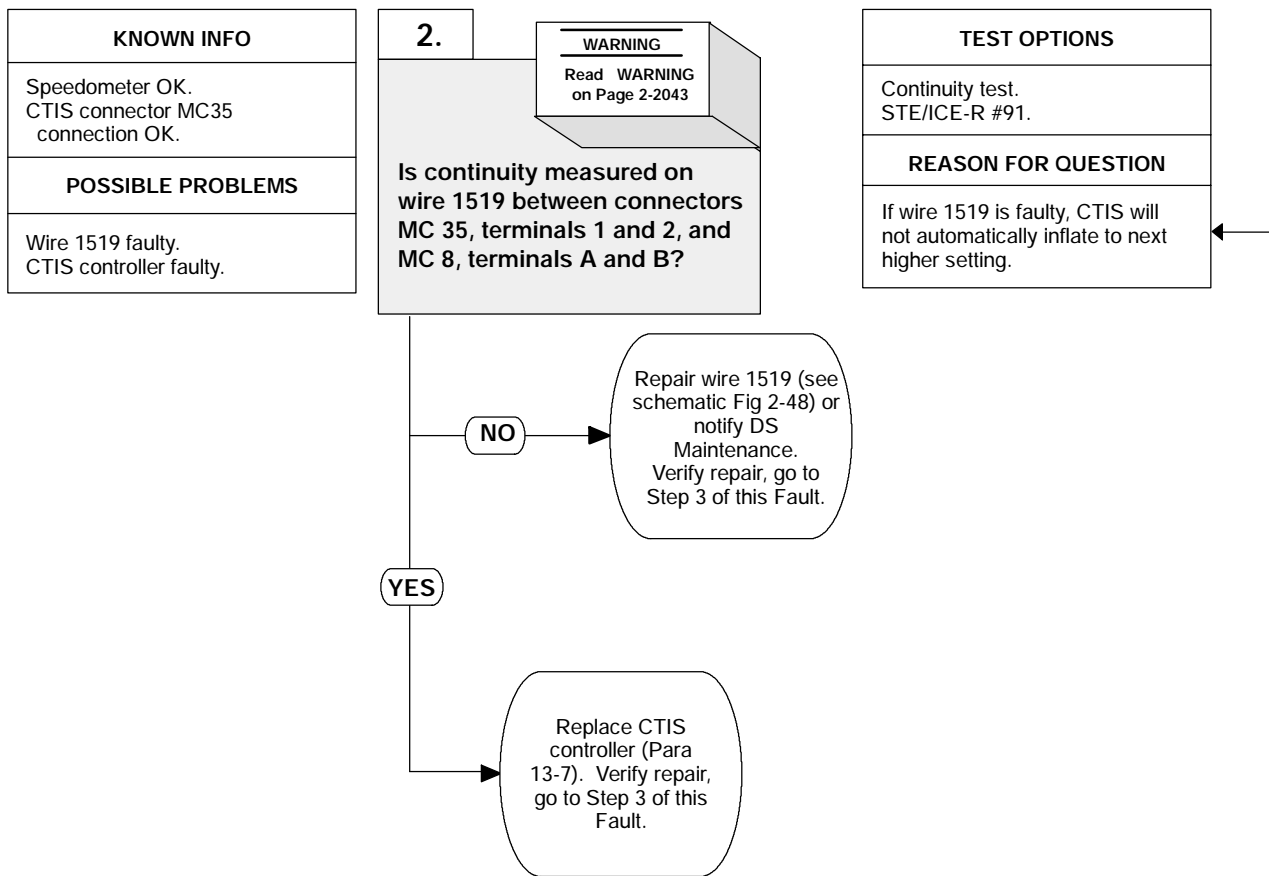 KNOWN INFO
Speedometer OK.
CTIS connector MC35
connection OK.
POSSIBLE PROBLEMS
Wire 1519 faulty.
CTIS controller faulty.
2.
WARNING
Read WARNING
on Page 2-2043
Is continuity measured on
wire 1519 between connectors
MC 35, terminals 1 and 2, and
MC 8, terminals A and B?
TEST OPTIONS
Continuity test.
STE/ICE-R #91.
REASON FOR QUESTION
If wire 1519 is faulty, CTIS will
not automatically inflate to next
higher setting.
NO
Repair wire 1519 (see
schematic Fig 2-48) or
notify DS
Maintenance.
Verify repair, go to
Step 3 of this Fault.
YES
Replace CTIS
controller (Para
13-7). Verify repair,
go to Step 3 of this
Fault.